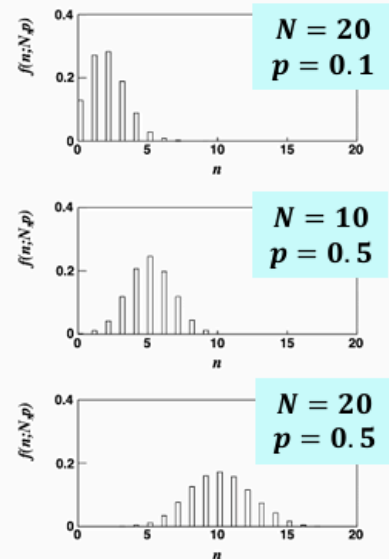 0.4
0.2
0
f(n;N,p)
0 5 10 15 20
n
N = 20
p = 0.1
0.4
0.2
0
f(n;N,p)
0 5 10 15 20
n
N = 10
p = 0.5
0.4
0.2
0
f(n;N,p)
0 5 10 15 20
n
N = 20
p = 0.5